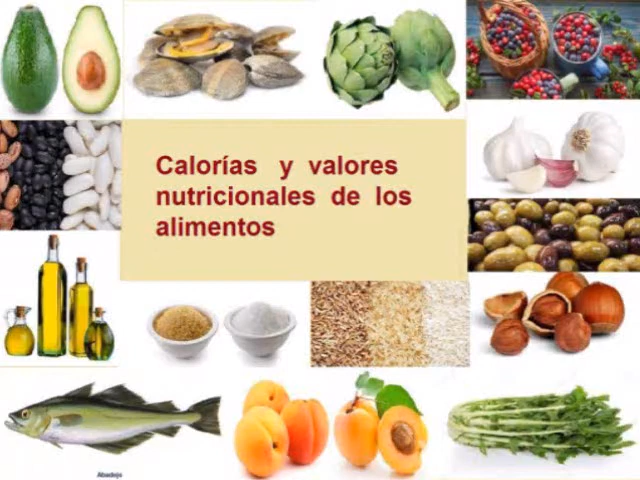 Calorías y valores
nutricionales de los
alimentos
Abadejo